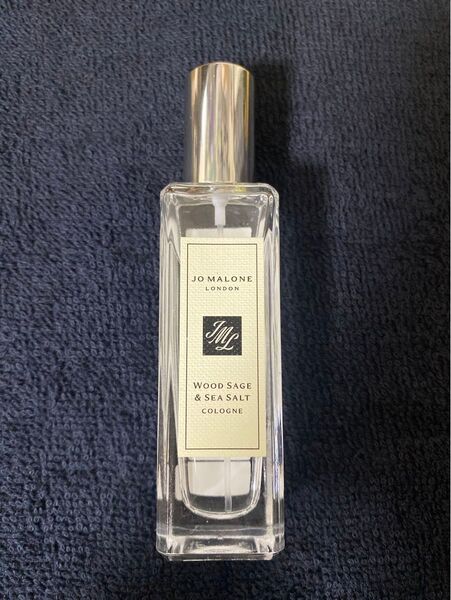 JO MALONE
LONDON
JML
WOOD SAGE
& SEA SALT
COLOGNE